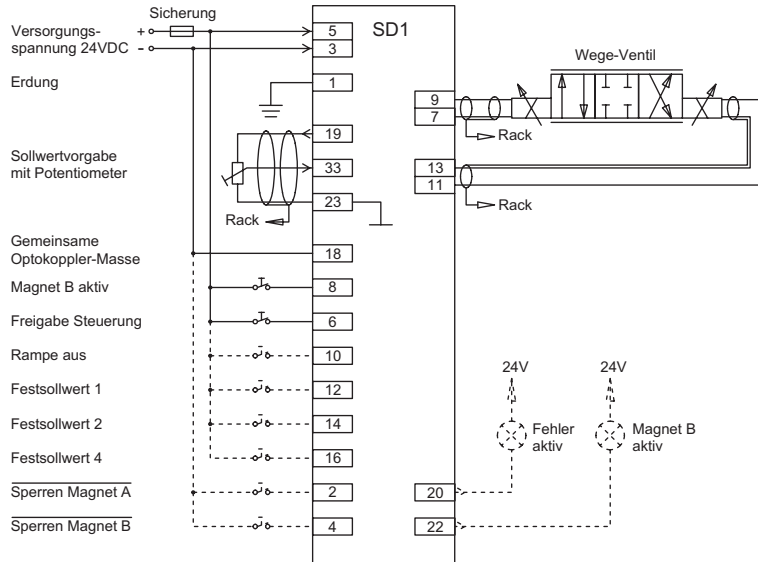 Sicherung
Versorgungs-
spannung 24VDC
+
-
5
3
SD1
Erdung
1
Wege-Ventil
9
7
Rack
19
Sollwertvorgabe
mit Potentiometer
33
23
Rack
13
11
Rack
Gemeinsame
Optokoppler-Masse
18
Magnet B aktiv
8
Freigabe Steuerung
6
Rampe aus
10
Festsollwert 1
12
Festsollwert 2
14
Festsollwert 4
16
Sperren Magnet A
2
Sperren Magnet B
4
24V
24V
Fehler
aktiv
Magnet B
aktiv
20
22